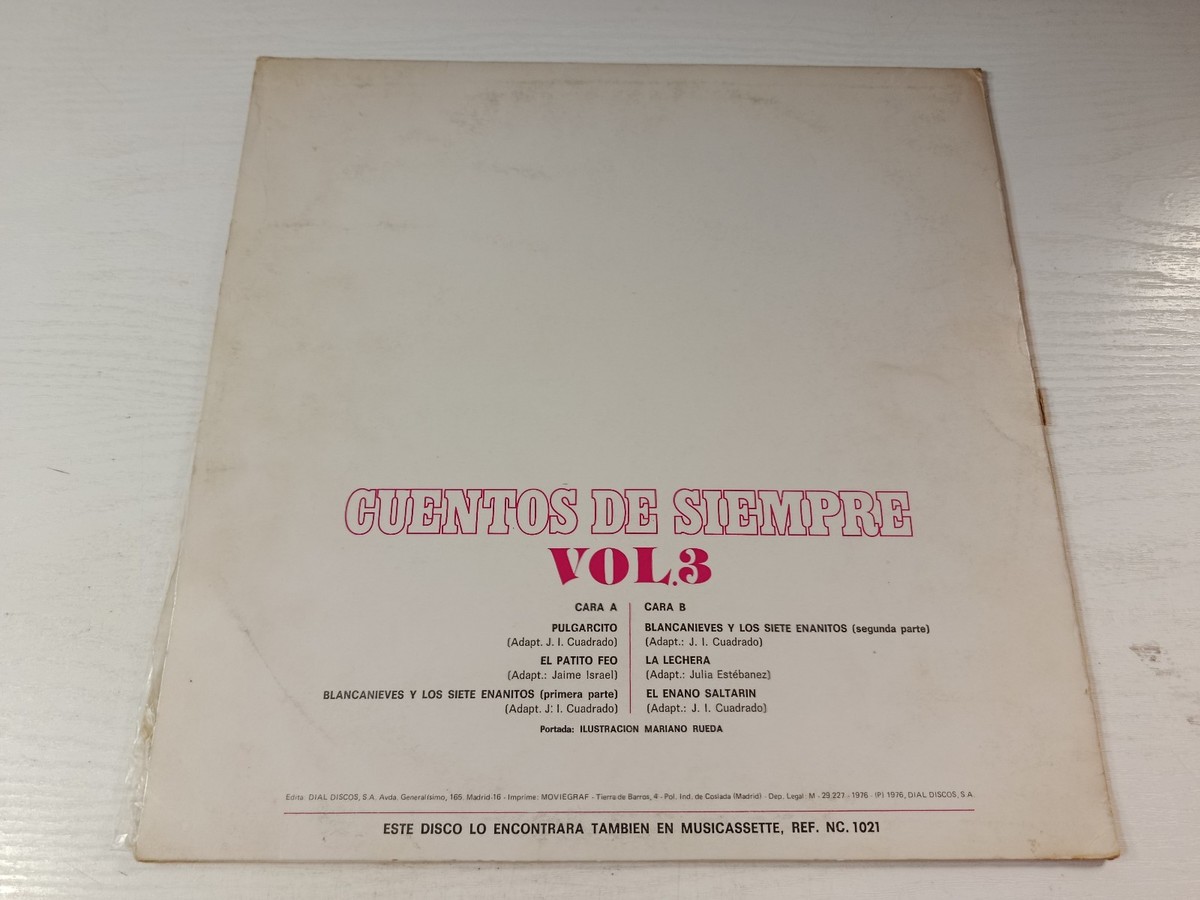 CUENTOS DE SIEMPRE
VOL.3
CARA A
PULGARCITO
(Adapt. J. I. Cuadrado)
EL PATITO FEO
(Adapt.: Jaime Israel)
BLANCANIEVES Y LOS SIETE ENANITOS (primera parte)
(Adapt. J. I. Cuadrado)
CARA B
BLANCANIEVES Y LOS SIETE ENANITOS (segunda parte)
(Adapt.: J. I. Cuadrado)
LA LECHERA
(Adapt.: Julia Estébanez)
EL ENANO SALTARIN
(Adapt.: J. I. Cuadrado)
Portada: ILUSTRACION MARIANO RUEDA
Edita: DIAL DISCOS, S.A. Avda. Generalísimo, 165. Madrid-16 - Imprime: MOVIEGRAF - Tierra de Barros, 4 - Pol. Ind. de Coslada (Madrid) - Dep. Legal: M - 29.227 - 1976 - (P) 1976, DIAL DISCOS, S.A.
ESTE DISCO LO ENCONTRARA TAMBIEN EN MUSICASSETTE, REF. NC. 1021